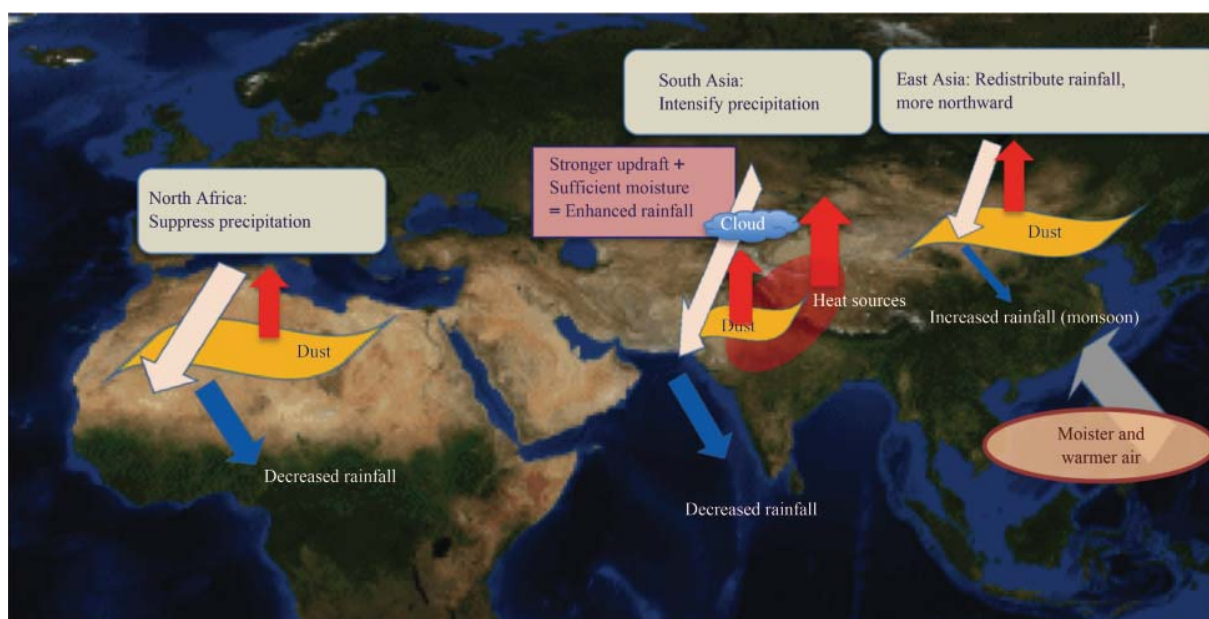 South Asia:
Intensify precipitation
East Asia: Redistribute rainfall,
more northward
Stronger updraft +
Sufficient moisture
= Enhanced rainfall
North Africa:
Suppress precipitation
Cloud
Dust
Heat sources
Dust
Increased rainfall (monsoon)
Dust
Moister and
warmer air
Decreased rainfall
Decreased rainfall